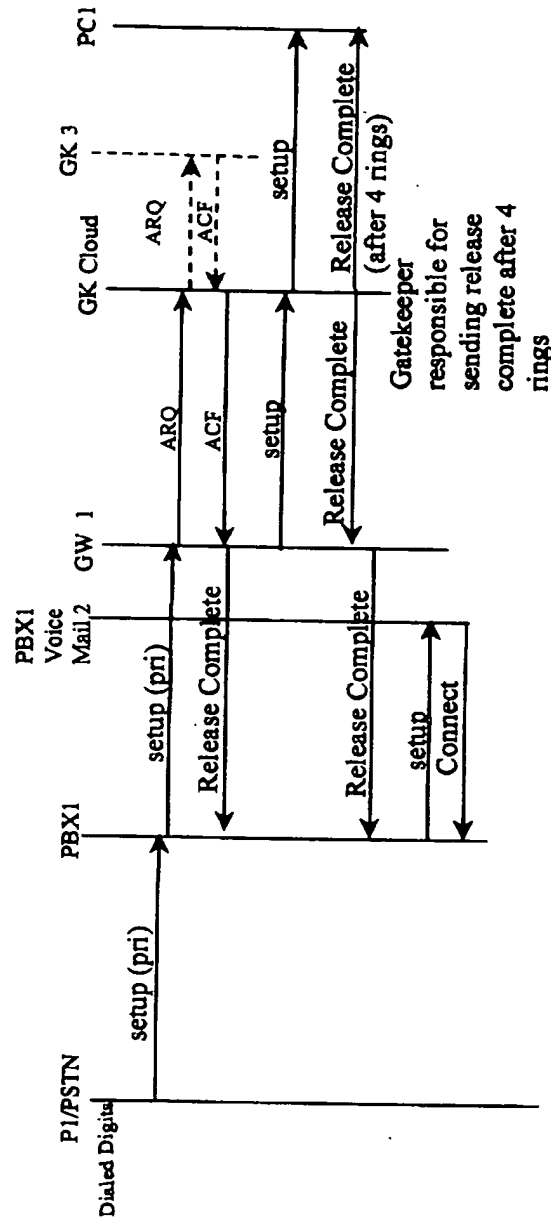 P1/PSTN
Dialed Digits
PBX1
PBX1
Voice
Mail 2
GW 1
GK Cloud
GK 3
PC1
setup (pri)
setup (pri)
ARQ
ARQ
Release Complete
ACF
ACF
setup
setup
Release Complete
Release Complete
Release Complete
(after 4 rings)
setup
Connect
Gatekeeper
responsible for
sending release
complete after 4
rings